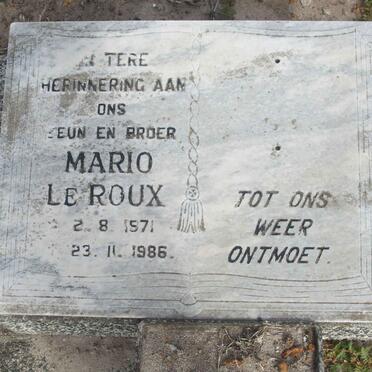 TERE
HERINNERING AAN
ONS
EUN EN BROER
MARIO
LE ROUX
2. 8. 1971
23. 11. 1986.
TOT ONS
WEER
ONTMOET.